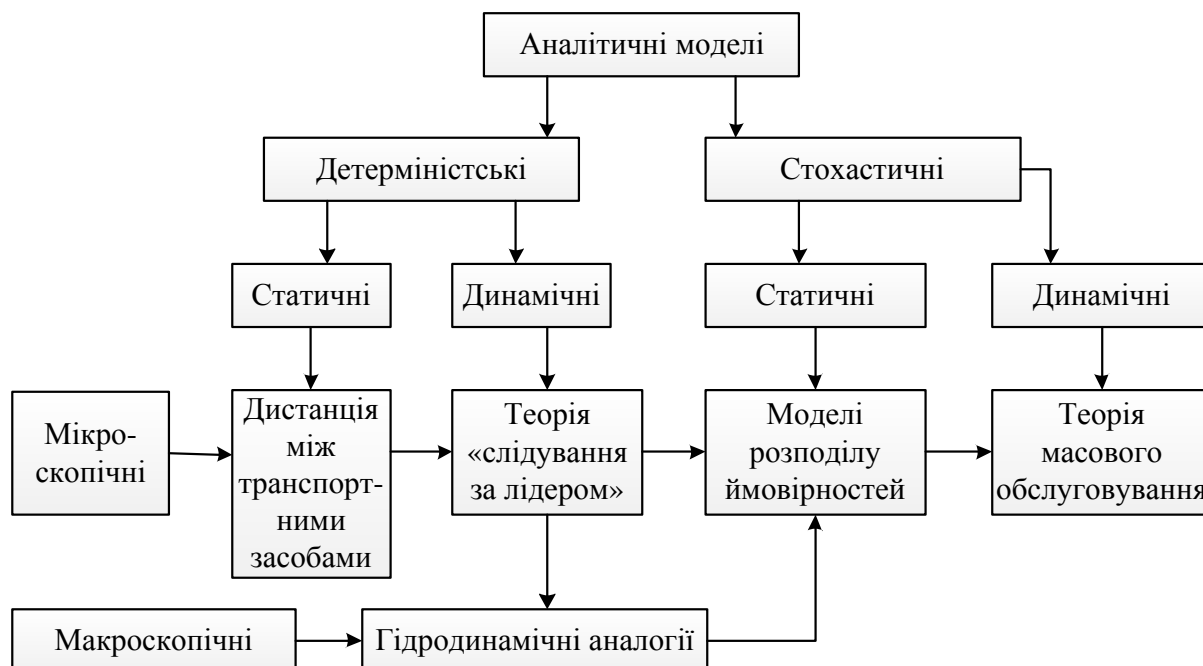 Аналітичні моделі
Детерміністські
Стохастичні
Статичні
Динамічні
Статичні
Динамічні
Мікро-
скопічні
Дистанція
між
транспорт-
ними
засобами
Теорія
«слідування
за лідером»
Моделі
розподілу
ймовірностей
Теорія
масового
обслуговування
Макроскопічні
Гідродинамічні аналогії